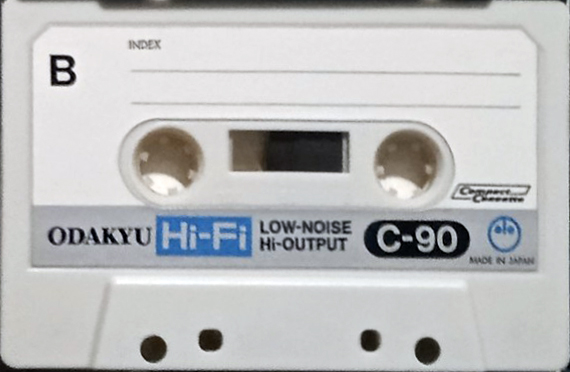 B
INDEX
Compact
Cassette
ODAKYU Hi-Fi LOW-NOISE
Hi-OUTPUT
C-90
MADE IN JAPAN